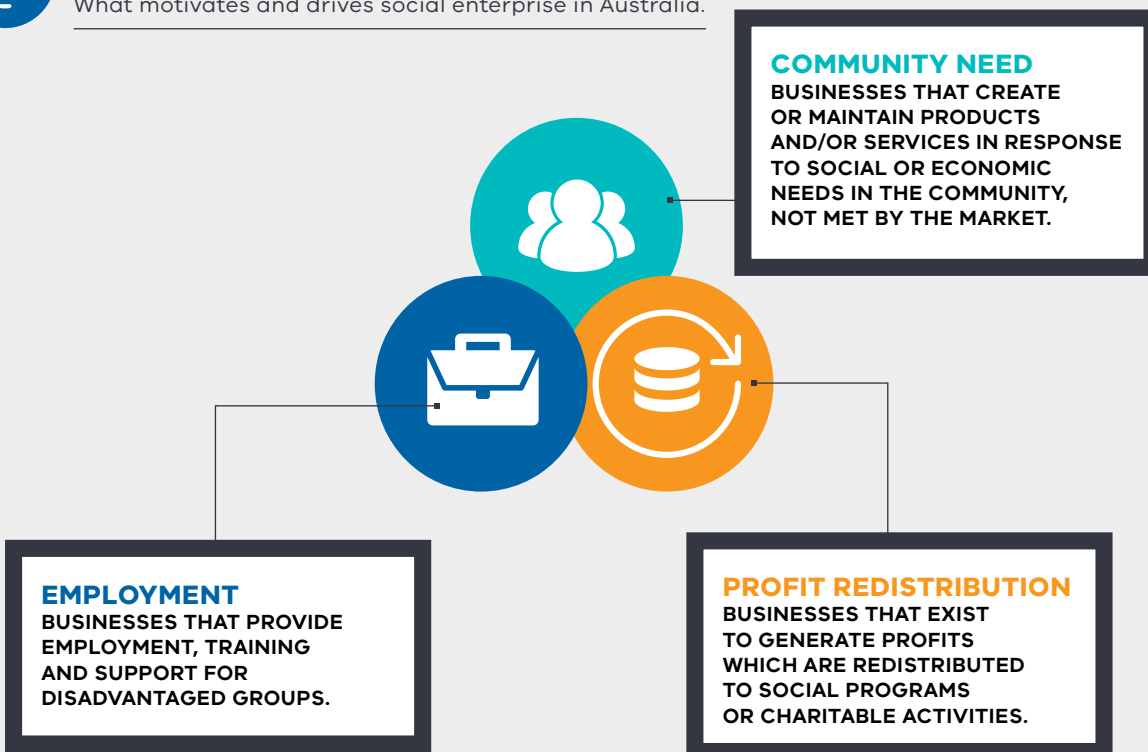 What motivates and drives social enterprise in Australia.
COMMUNITY NEED
BUSINESSES THAT CREATE
OR MAINTAIN PRODUCTS
AND/OR SERVICES IN RESPONSE
TO SOCIAL OR ECONOMIC
NEEDS IN THE COMMUNITY,
NOT MET BY THE MARKET.
EMPLOYMENT
BUSINESSES THAT PROVIDE
EMPLOYMENT, TRAINING
AND SUPPORT FOR
DISADVANTAGED GROUPS.
PROFIT REDISTRIBUTION
BUSINESSES THAT EXIST
TO GENERATE PROFITS
WHICH ARE REDISTRIBUTED
TO SOCIAL PROGRAMS
OR CHARITABLE ACTIVITIES.